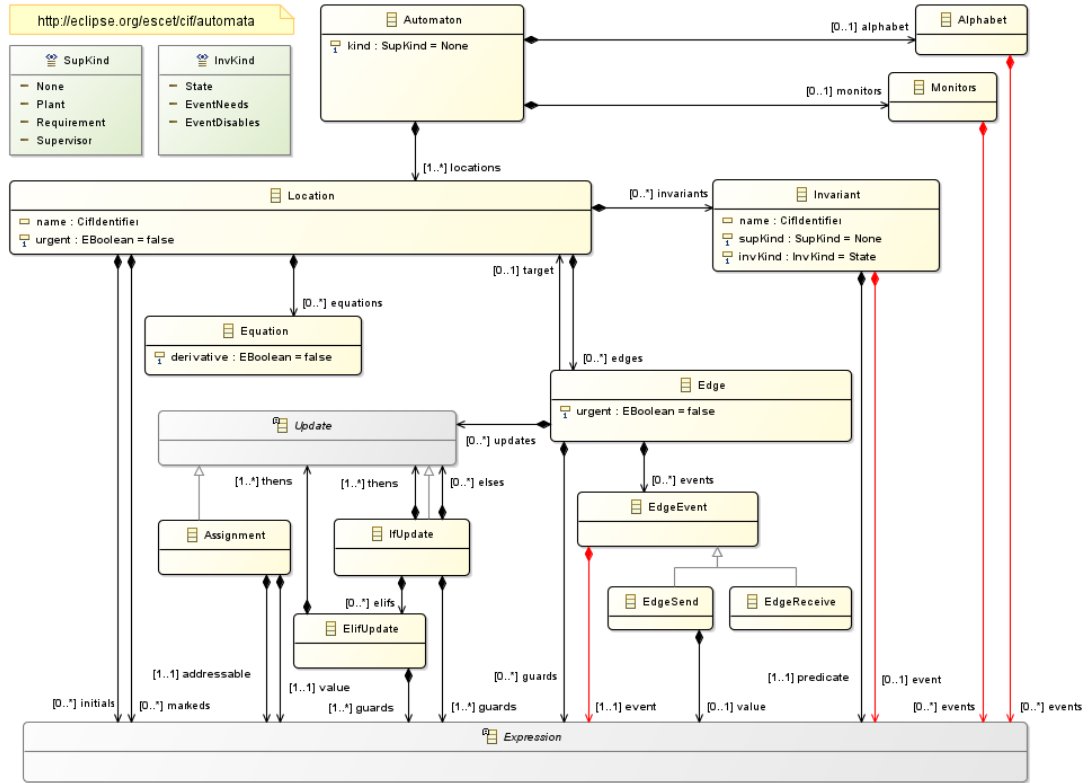 http://eclipse.org/escet/cif/automata
Automaton
kind : SupKind = None
[0..1] alphabet
Alphabet
SupKind
None
Plant
Requirement
Supervisor
InvKind
State
EventNeeds
EventDisables
[0..1] monitors
Monitors
[1..*] locations
Location
name : CifIdentifier
urgent : EBoolean = false
[0..*] invariants
Invariant
name : CifIdentifier
supKind : SupKind = None
invKind : InvKind = State
[0..1] target
[0..*] equations
Equation
derivative : EBoolean = false
[0..*] edges
Edge
urgent : EBoolean = false
Update
[0..*] updates
[1..*] thens
[1..*] thens
[0..*] elses
[0..*] events
EdgeEvent
Assignment
IfUpdate
[0..*] elifs
ElifUpdate
EdgeSend
EdgeReceive
[1..1] addressable
[1..1] value
[0..*] guards
[1..1] predicate
[0..1] event
[0..*] initials
[0..*] markeds
[1..*] guards
[1..*] guards
[1..1] event
[0..1] value
[0..*] events
[0..*] events
Expression